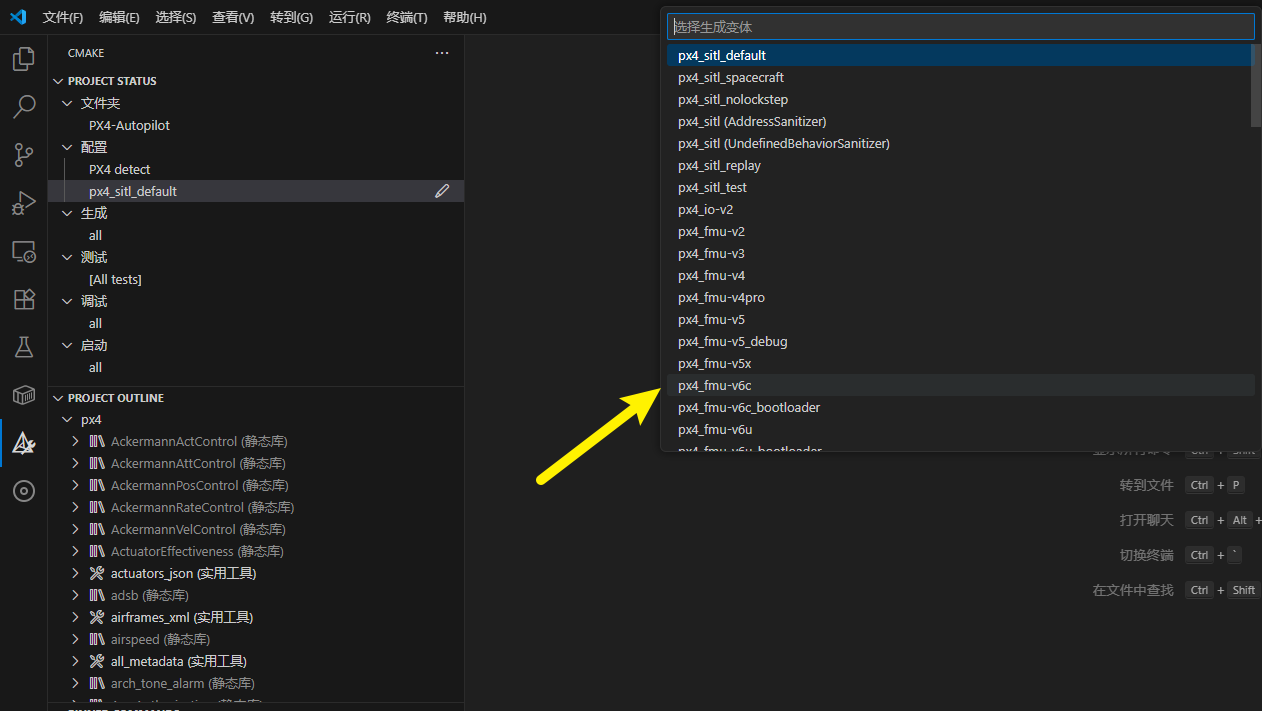 文件(F) 编辑(E) 选择(S) 查看(V) 转到(G) 运行(R) 终端(T) 帮助(H)
CMAKE
PROJECT STATUS
文件夹
PX4-Autopilot
配置
PX4 detect
px4_sitl_default
生成
all
测试
[All tests]
调试
all
启动
all
PROJECT OUTLINE
px4
AckermannActControl (静态库)
AckermannAttControl (静态库)
AckermannPosControl (静态库)
AckermannRateControl (静态库)
AckermannVelControl (静态库)
ActuatorEffectiveness (静态库)
actuators_json (实用工具)
adsb (静态库)
airframes_xml (实用工具)
airspeed (静态库)
all_metadata (实用工具)
arch_tone_alarm (静态库)
选择生成变体
px4_sitl_default
px4_sitl_spacecraft
px4_sitl_nolockstep
px4_sitl (AddressSanitizer)
px4_sitl (UndefinedBehaviorSanitizer)
px4_sitl_replay
px4_sitl_test
px4_io-v2
px4_fmu-v2
px4_fmu-v3
px4_fmu-v4
px4_fmu-v4pro
px4_fmu-v5
px4_fmu-v5_debug
px4_fmu-v5x
px4_fmu-v6c
px4_fmu-v6c_bootloader
px4_fmu-v6u
px4_fmu-v6u_bootloader
显示所有命令 Ctrl + Shift
转到文件 Ctrl + P
打开聊天 Ctrl + Alt +
切换终端 Ctrl + `
在文件中查找 Ctrl + Shift